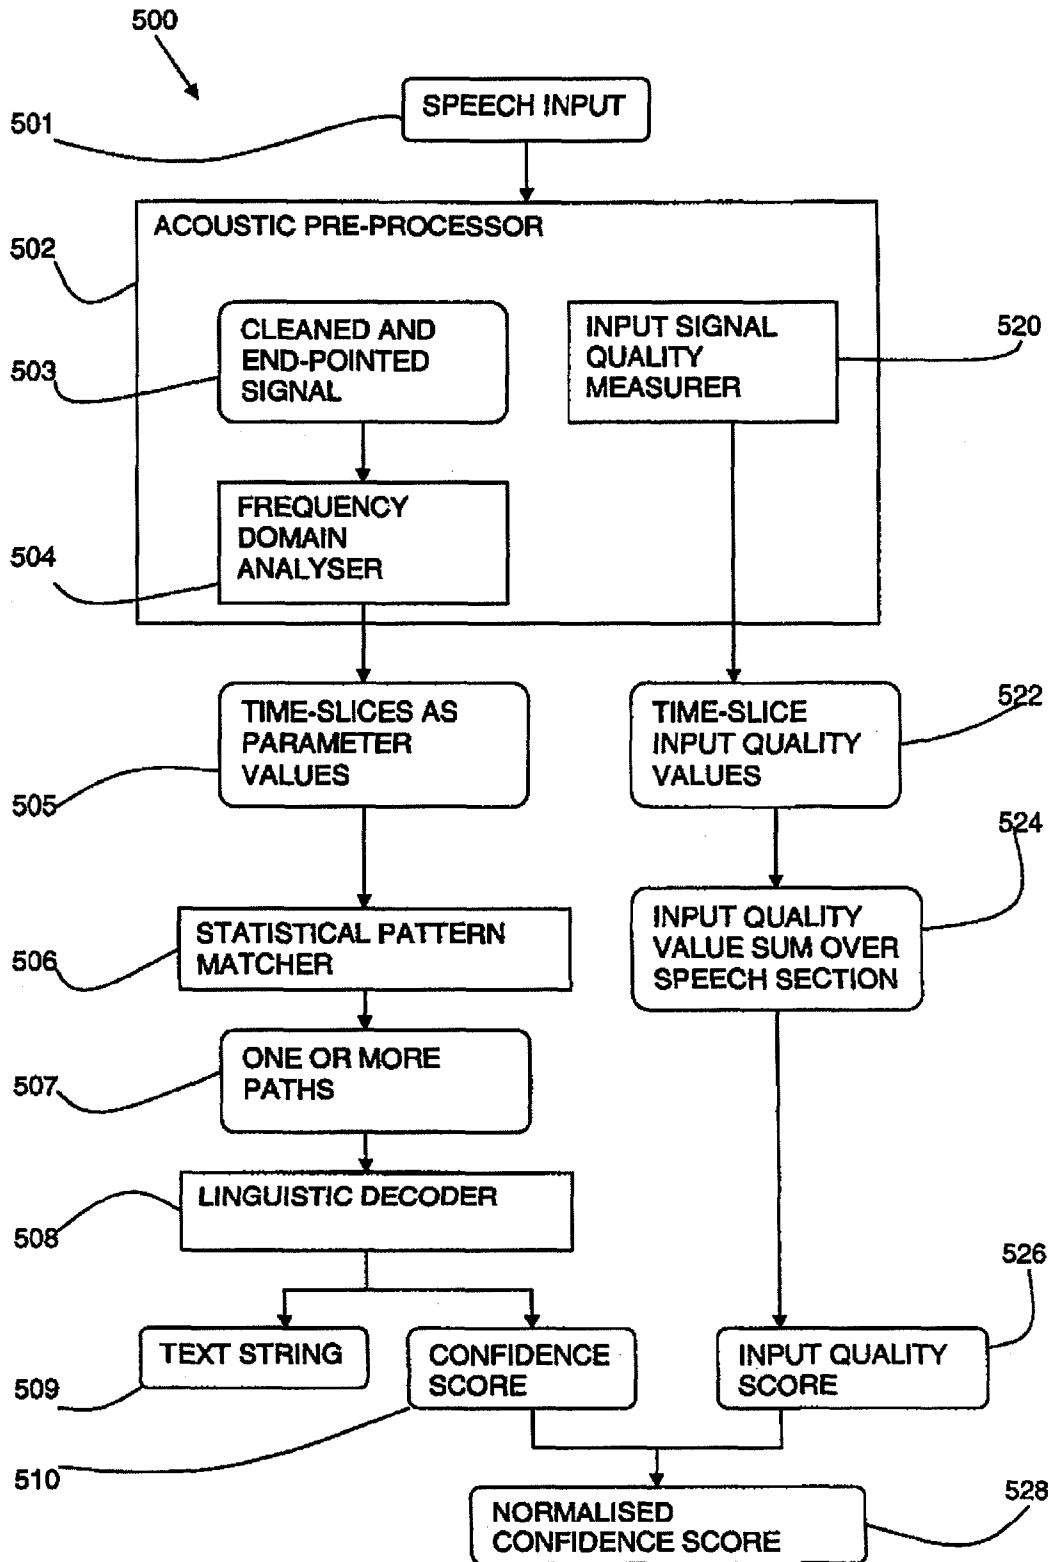 500
501
SPEECH INPUT
ACOUSTIC PRE-PROCESSOR
502
CLEANED AND
END-POINTED
SIGNAL
503
INPUT SIGNAL
QUALITY
MEASURER
520
FREQUENCY
DOMAIN
ANALYSER
504
TIME-SLICES AS
PARAMETER
VALUES
505
TIME-SLICE
INPUT QUALITY
VALUES
522
524
STATISTICAL PATTERN
MATCHER
506
INPUT QUALITY
VALUE SUM OVER
SPEECH SECTION
ONE OR MORE
PATHS
507
LINGUISTIC DECODER
508
526
TEXT STRING
509
CONFIDENCE
SCORE
510
INPUT QUALITY
SCORE
NORMALISED
CONFIDENCE SCORE
528